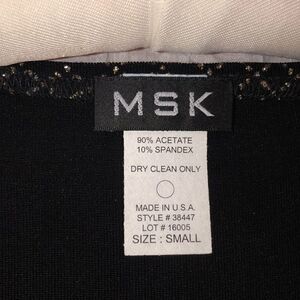 MSK
90% ACETATE
10% SPANDEX
DRY CLEAN ONLY
MADE IN U.S.A.
STYLE # 38447
LOT # 16005
SIZE : SMALL